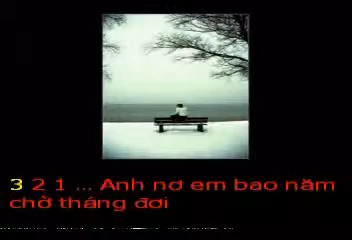 3 2 1 ... Anh nơ em bao năm
chờ tháng đơi